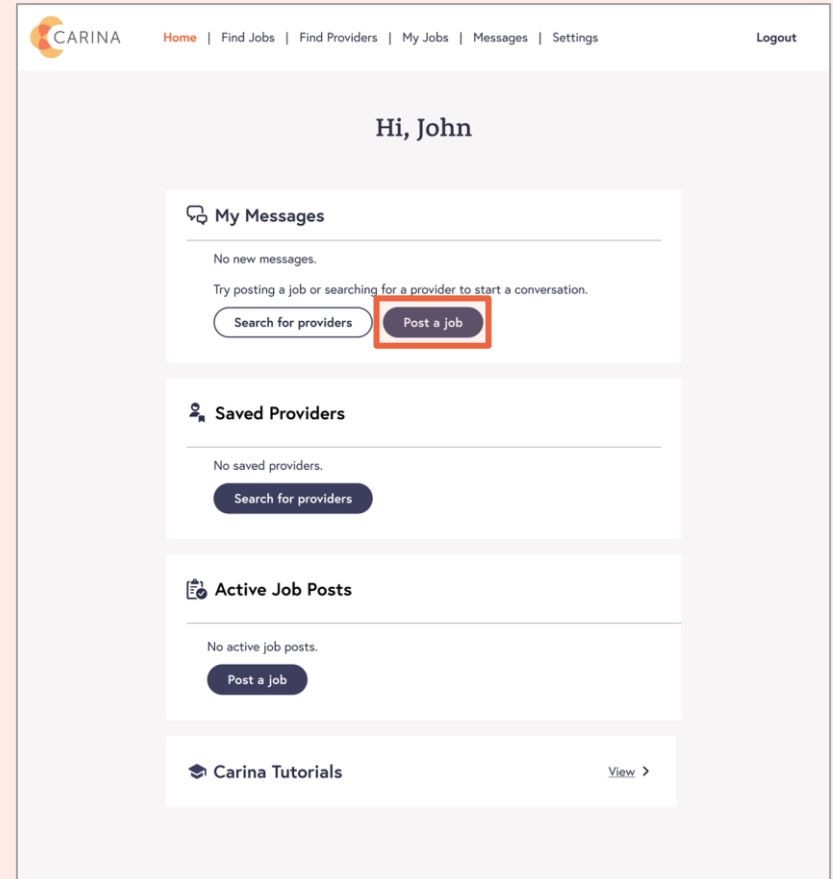 CARINA Home | Find Jobs | Find Providers | My Jobs | Messages | Settings Logout
Hi, John
My Messages
No new messages.
Try posting a job or searching for a provider to start a conversation.
Search for providers Post a job
Saved Providers
No saved providers.
Search for providers
Active Job Posts
No active job posts.
Post a job
Carina Tutorials View >